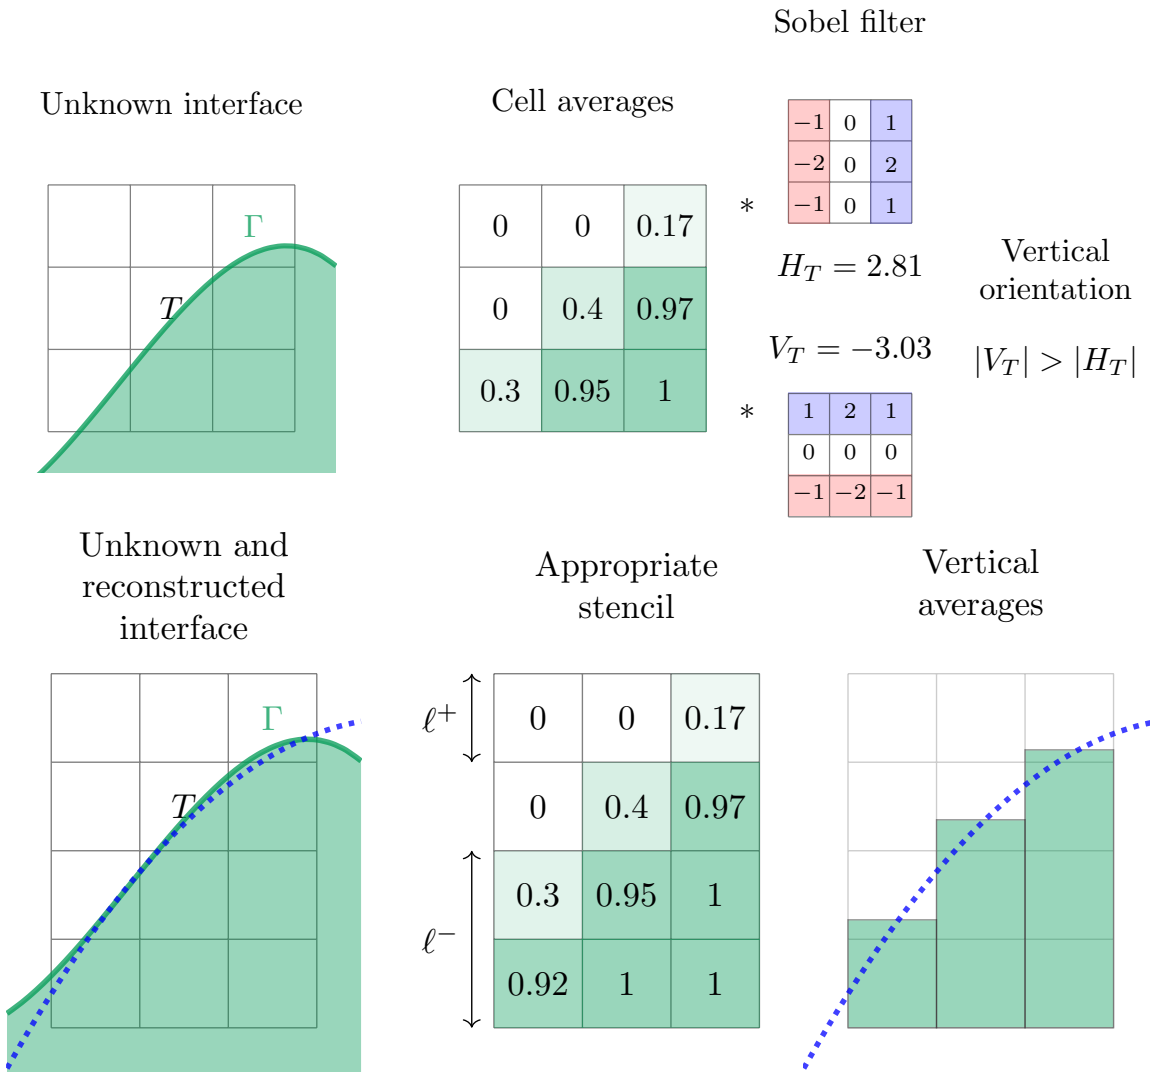 Sobel filter
Unknown interface
Cell averages
−1 0 1
−2 0 2
−1 0 1
Γ
T
0 0 0.17
0 0.4 0.97
0.3 0.95 1
*
H_T = 2.81
V_T = −3.03
*
1 2 1
0 0 0
−1 −2 −1
Vertical
orientation
|V_T| > |H_T|
Unknown and
reconstructed
interface
Appropriate
stencil
Vertical
averages
Γ
T
ℓ⁺
ℓ⁻
0 0 0.17
0 0.4 0.97
0.3 0.95 1
0.92 1 1